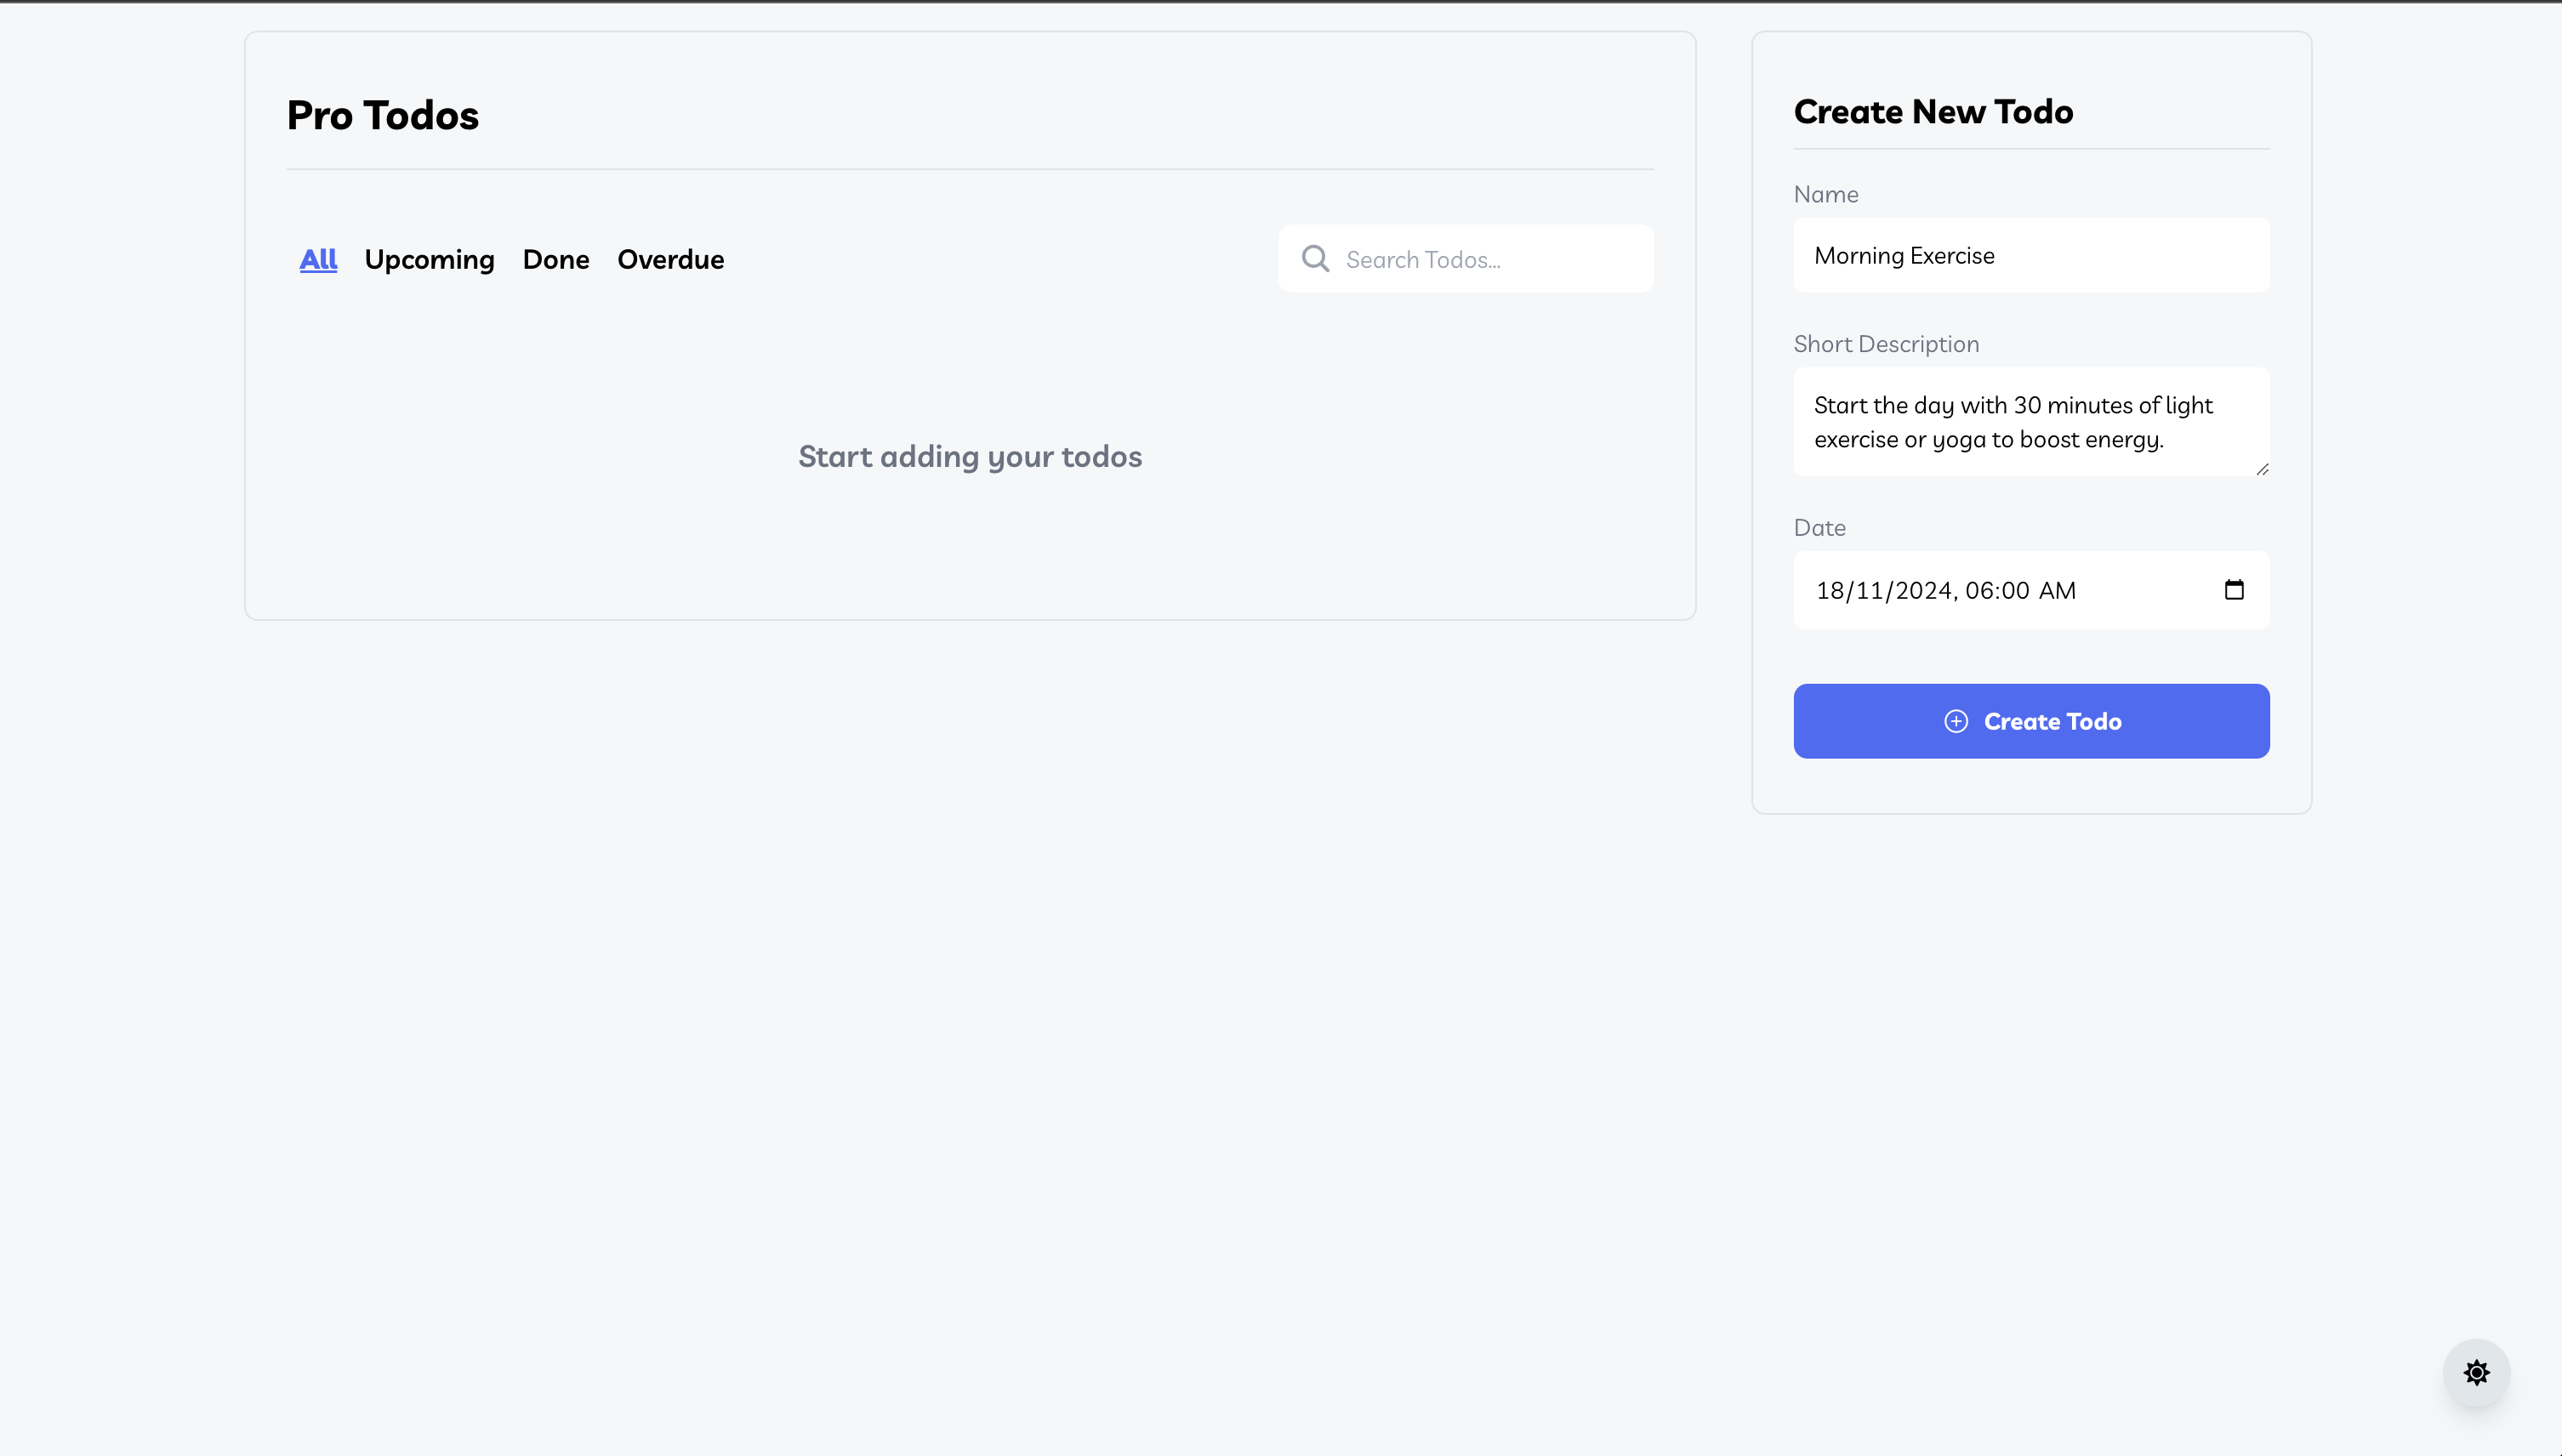 Pro Todos
All Upcoming Done Overdue
Search Todos...
Start adding your todos
Create New Todo
Name
Morning Exercise
Short Description
Start the day with 30 minutes of light
exercise or yoga to boost energy.
Date
18/11/2024, 06:00 AM
Create Todo